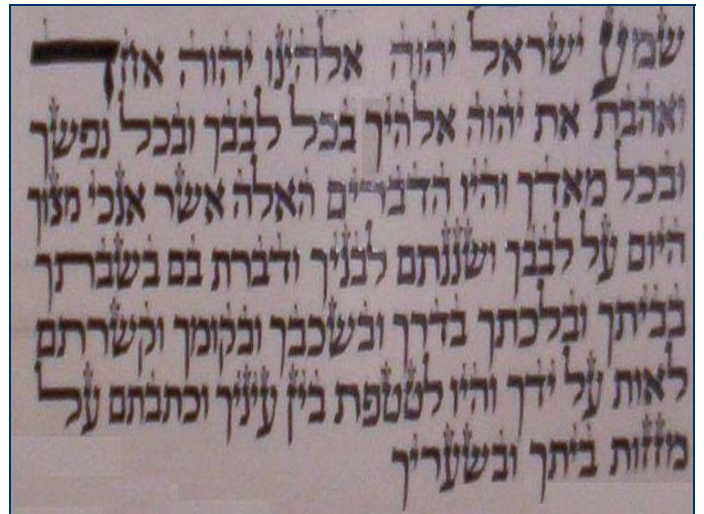 שמע ישראל יהוה אלהינו יהוה אחד
ואהבת את יהוה אלהיך בכל לבבך ובכל נפשך
ובכל מאדך והיו הדברים האלה אשר אנכי מצוך
היום על לבבך ושננתם לבניך ודברת בם בשבתך
בביתך ובלכתך בדרך ובשכבך ובקומך וקשרתם
לאות על ידך והיו לטטפת בין עיניך וכתבתם על
מזזות ביתך ובשעריך